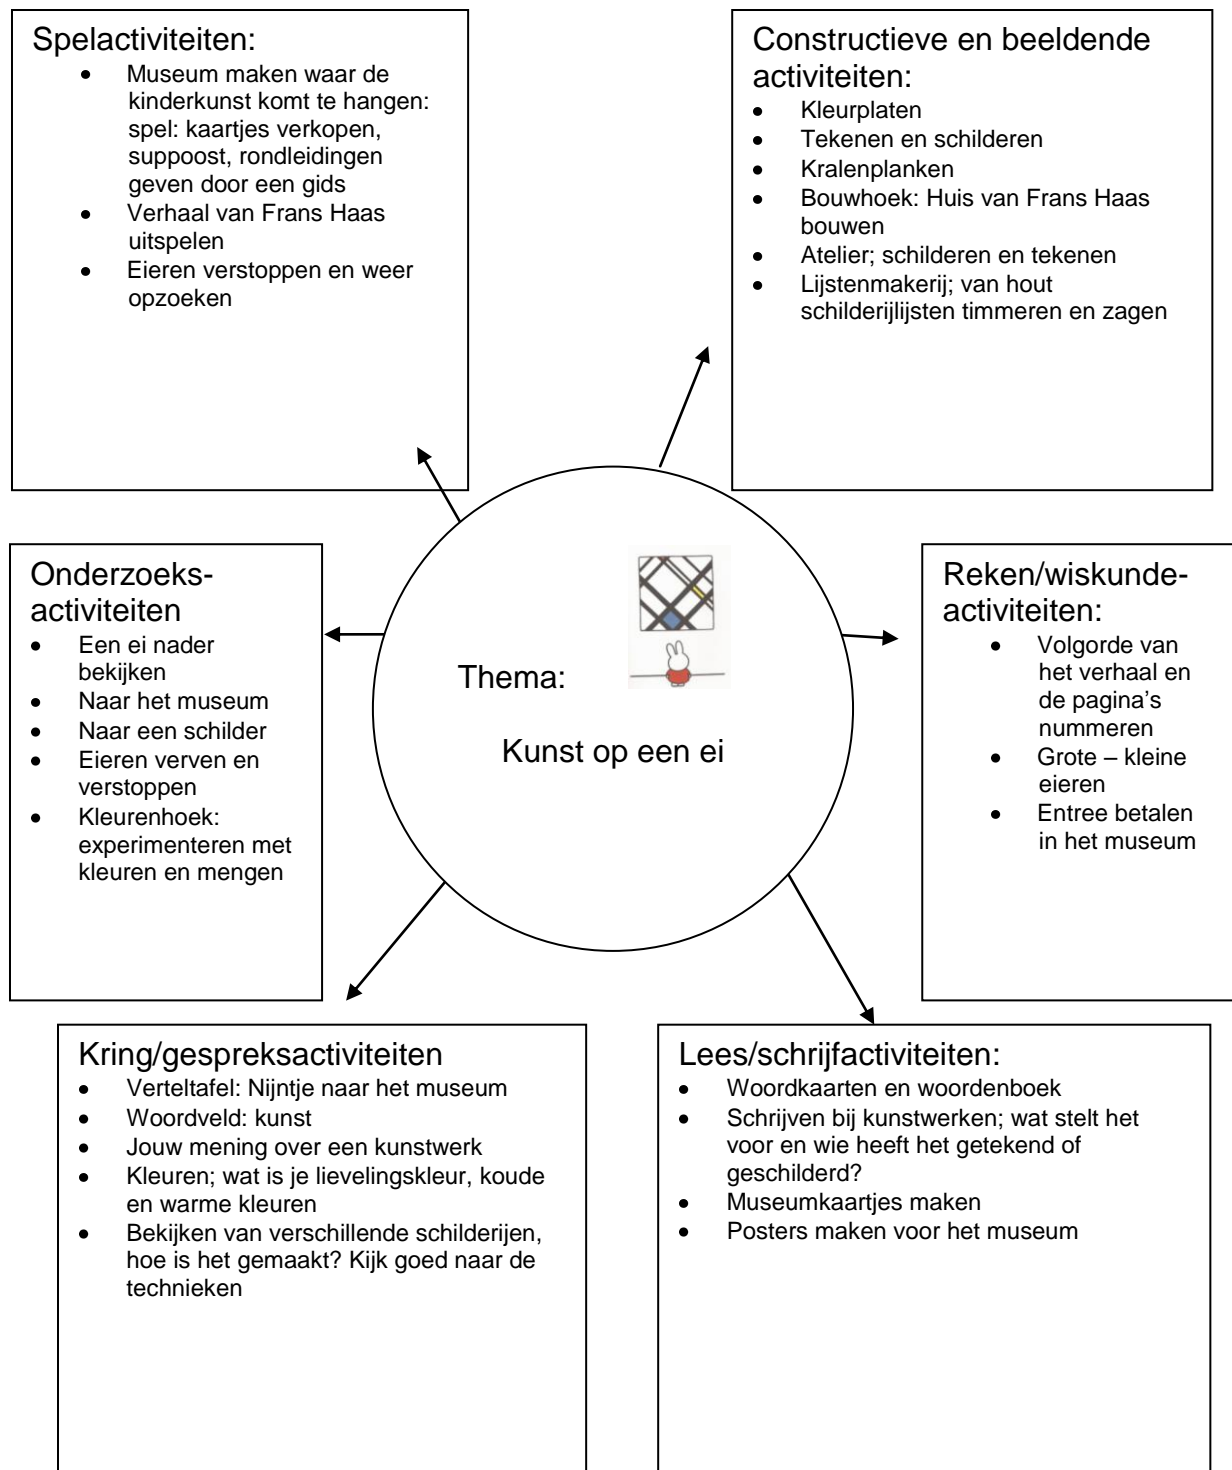 Spelactiviteiten:
• Museum maken waar de
kinderkunst komt te hangen:
spel: kaartjes verkopen,
suppoost, rondleidingen
geven door een gids
• Verhaal van Frans Haas
uitspelen
• Eieren verstoppen en weer
opzoeken
Constructieve en beeldende
activiteiten:
• Kleurplaten
• Tekenen en schilderen
• Kralenplanken
• Bouwhoek: Huis van Frans Haas
bouwen
• Atelier; schilderen en tekenen
• Lijstenmakerij; van hout
schilderijlijsten timmeren en zagen
Onderzoeks-
activiteiten
• Een ei nader
bekijken
• Naar het museum
• Naar een schilder
• Eieren verven en
verstoppen
• Kleurenhoek:
experimenteren met
kleuren en mengen
Thema:
Kunst op een ei
Reken/wiskunde-
activiteiten:
• Volgorde van
het verhaal en
de pagina’s
nummeren
• Grote – kleine
eieren
• Entree betalen
in het museum
Kring/gespreksactiviteiten
• Verteltafel: Nijntje naar het museum
• Woordveld: kunst
• Jouw mening over een kunstwerk
• Kleuren; wat is je lievelingskleur, koude
en warme kleuren
• Bekijken van verschillende schilderijen,
hoe is het gemaakt? Kijk goed naar de
technieken
Lees/schrijfactiviteiten:
• Woordkaarten en woordenboek
• Schrijven bij kunstwerken; wat stelt het
voor en wie heeft het getekend of
geschilderd?
• Museumkaartjes maken
• Posters maken voor het museum